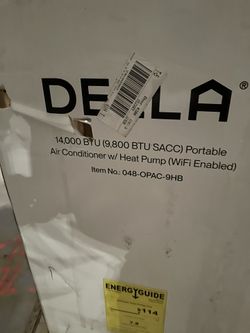 DELLA®
14,000 BTU (9,800 BTU SACC) Portable
Air Conditioner w/ Heat Pump (WiFi Enabled)
Item No.: 048-OPAC-9HB
ENERGYGUIDE
$114